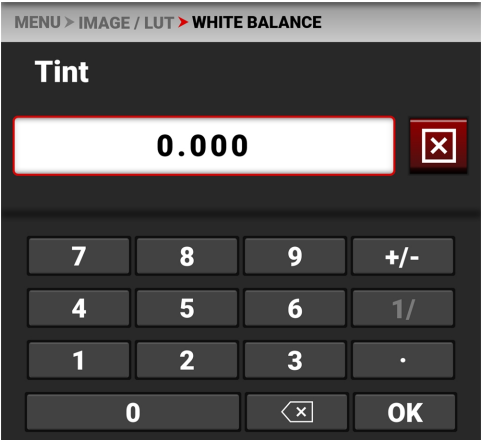 MENU > IMAGE / LUT > WHITE BALANCE
Tint
0.000
7 8 9 +/-
4 5 6 1/
1 2 3 .
0 OK